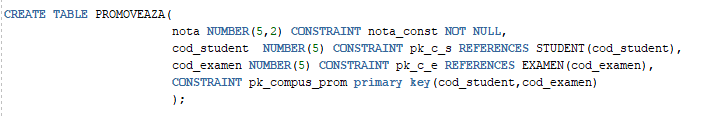 CREATE TABLE PROMOVEAZA(
nota NUMBER(5,2) CONSTRAINT nota_const NOT NULL,
cod_student  NUMBER(5) CONSTRAINT pk_c_s REFERENCES STUDENT(cod_student),
cod_examen NUMBER(5) CONSTRAINT pk_c_e REFERENCES EXAMEN(cod_examen),
CONSTRAINT pk_compus_prom primary key(cod_student,cod_examen)
);